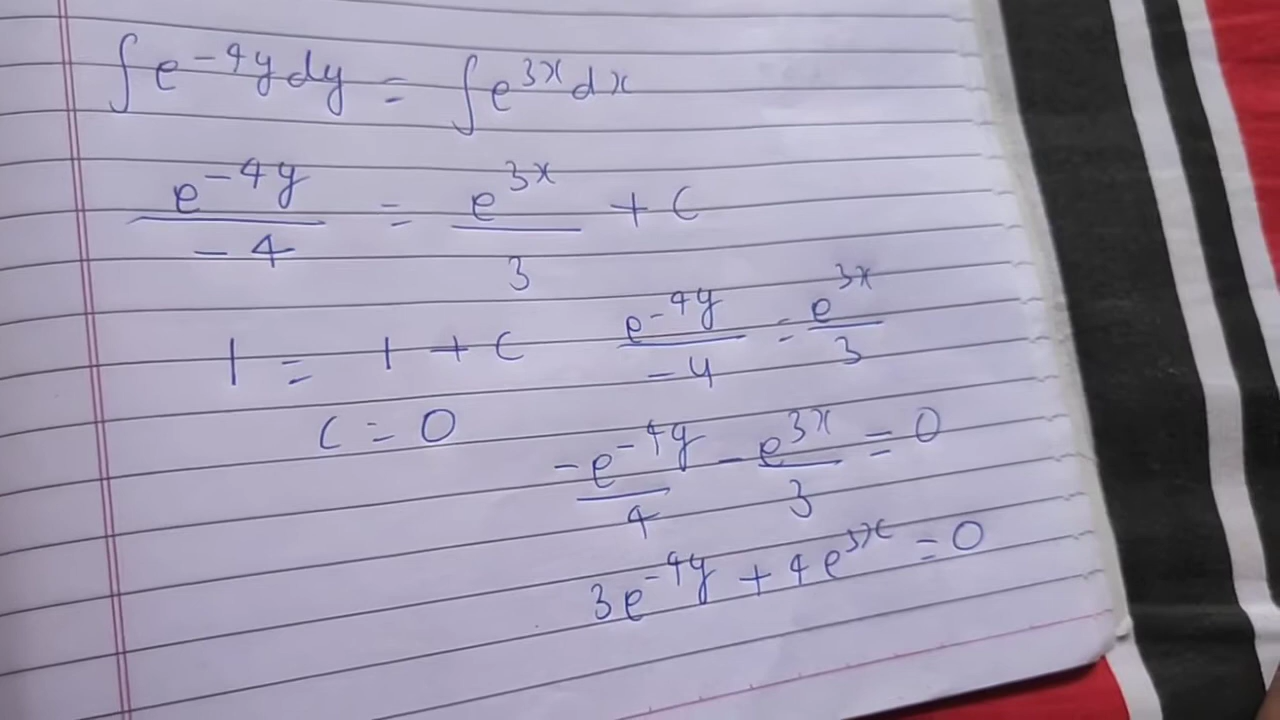 ∫e^{-4y}dy = ∫e^{3x}dx
e^{-4y}/-4 = e^{3x}/3 + C
1 = 1 + C
C = 0
e^{-4y}/-4 = e^{3x}/3
-e^{-4y}/4 - e^{3x}/3 = 0
3e^{-4y} + 4e^{3x} = 0